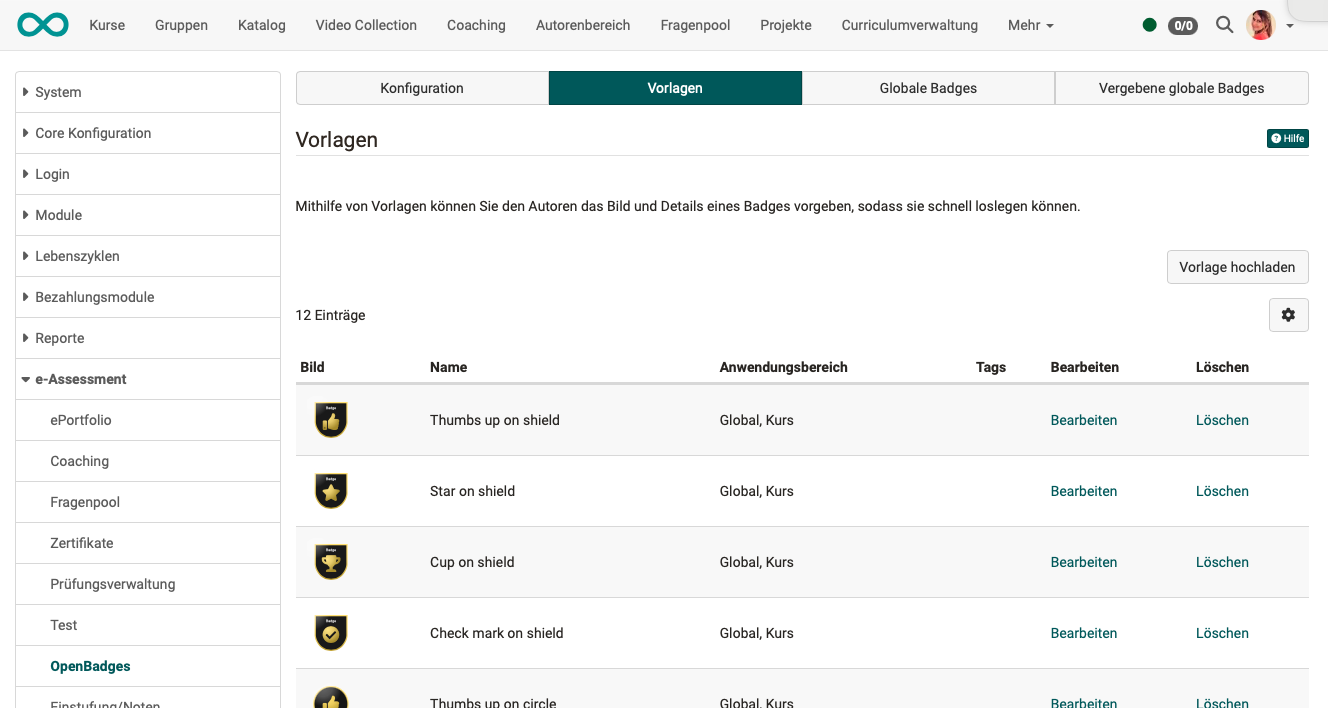 Kurse Gruppen Katalog Video Collection Coaching Autorenbereich Fragenpool Projekte Curriculumverwaltung Mehr 0/0
System
Core Konfiguration
Login
Module
Lebenszyklen
Bezahlungsmodule
Reporte
e-Assessment
ePortfolio
Coaching
Fragenpool
Zertifikate
Prüfungsverwaltung
Test
OpenBadges
Einstufung/Noten
Konfiguration Vorlagen Globale Badges Vergebene globale Badges
Vorlagen Hilfe
Mithilfe von Vorlagen können Sie den Autoren das Bild und Details eines Badges vorgeben, sodass sie schnell loslegen können.
Vorlage hochladen
12 Einträge
Bild Name Anwendungsbereich Tags Bearbeiten Löschen
Badge Thumbs up on shield Global, Kurs Bearbeiten Löschen
Badge Star on shield Global, Kurs Bearbeiten Löschen
Badge Cup on shield Global, Kurs Bearbeiten Löschen
Badge Check mark on shield Global, Kurs Bearbeiten Löschen
Thumbs up on circle Global, Kurs Bearbeiten Löschen